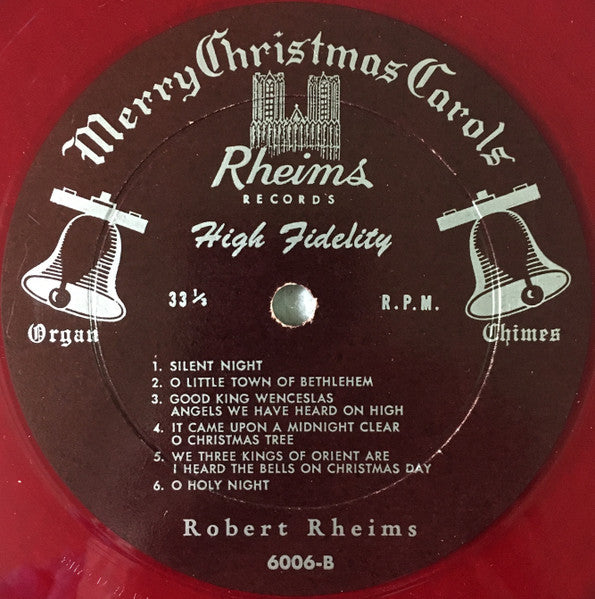 Merry Christmas Carols
Rheims
RECORDS
High Fidelity
33 1/3 R.P.M.
Organ Chimes
1. SILENT NIGHT
2. O LITTLE TOWN OF BETHLEHEM
3. GOOD KING WENCESLAS
ANGELS WE HAVE HEARD ON HIGH
4. IT CAME UPON A MIDNIGHT CLEAR
O CHRISTMAS TREE
5. WE THREE KINGS OF ORIENT ARE
I HEARD THE BELLS ON CHRISTMAS DAY
6. O HOLY NIGHT
Robert Rheims
6006-B